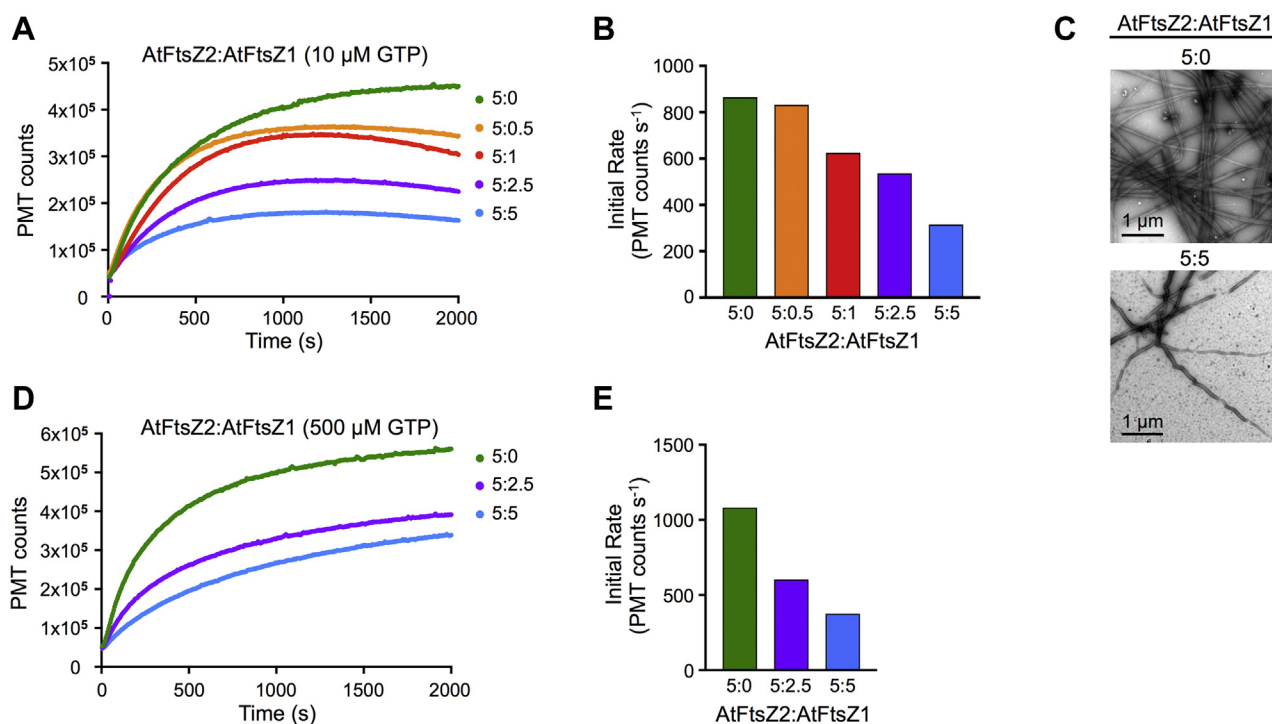 A
AtFtsZ2:AtFtsZ1 (10 µM GTP)
PMT counts
5x10⁵
4x10⁵
3x10⁵
2x10⁵
1x10⁵
0
0 500 1000 1500 2000
Time (s)
5:0
5:0.5
5:1
5:2.5
5:5
B
Initial Rate
(PMT counts s⁻¹)
1000
800
600
400
200
0
5:0 5:0.5 5:1 5:2.5 5:5
AtFtsZ2:AtFtsZ1
C
AtFtsZ2:AtFtsZ1
5:0
1 µm
5:5
1 µm
D
AtFtsZ2:AtFtsZ1 (500 µM GTP)
PMT counts
6x10⁵
5x10⁵
4x10⁵
3x10⁵
2x10⁵
1x10⁵
0
0 500 1000 1500 2000
Time (s)
5:0
5:2.5
5:5
E
Initial Rate
(PMT counts s⁻¹)
1500
1000
500
0
5:0 5:2.5 5:5
AtFtsZ2:AtFtsZ1